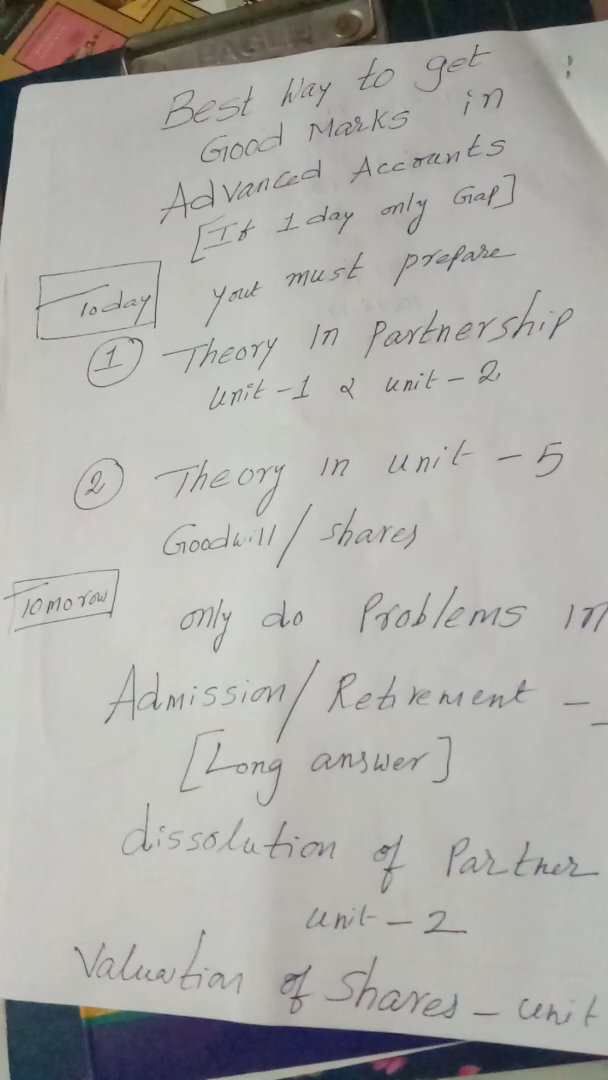 EAGLE
Best Way to get
Good Marks in
Advanced Accounts
[If 1 day only Gap]
Today
your must prepare
1 Theory In Partnership
unit - 1 & unit - 2
2 Theory in unit - 5
Goodwill / shares
Tomorow
only do Problems in
Admission / Retirement -
[Long answer]
dissolution of Partner
unit - 2
Valuation of Shares - unit